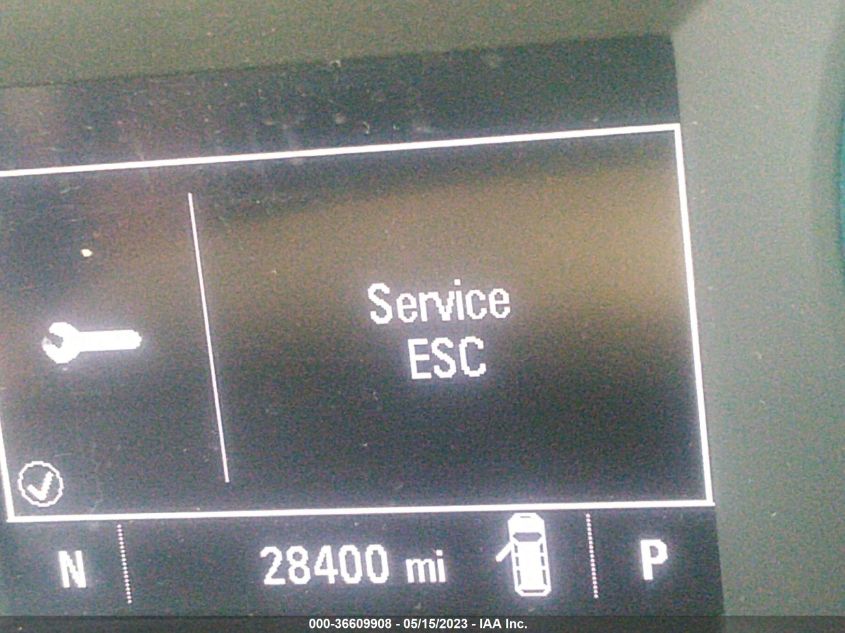 Service
ESC
N 28400 mi P
000-36609908 - 05/15/2023 - IAA Inc.